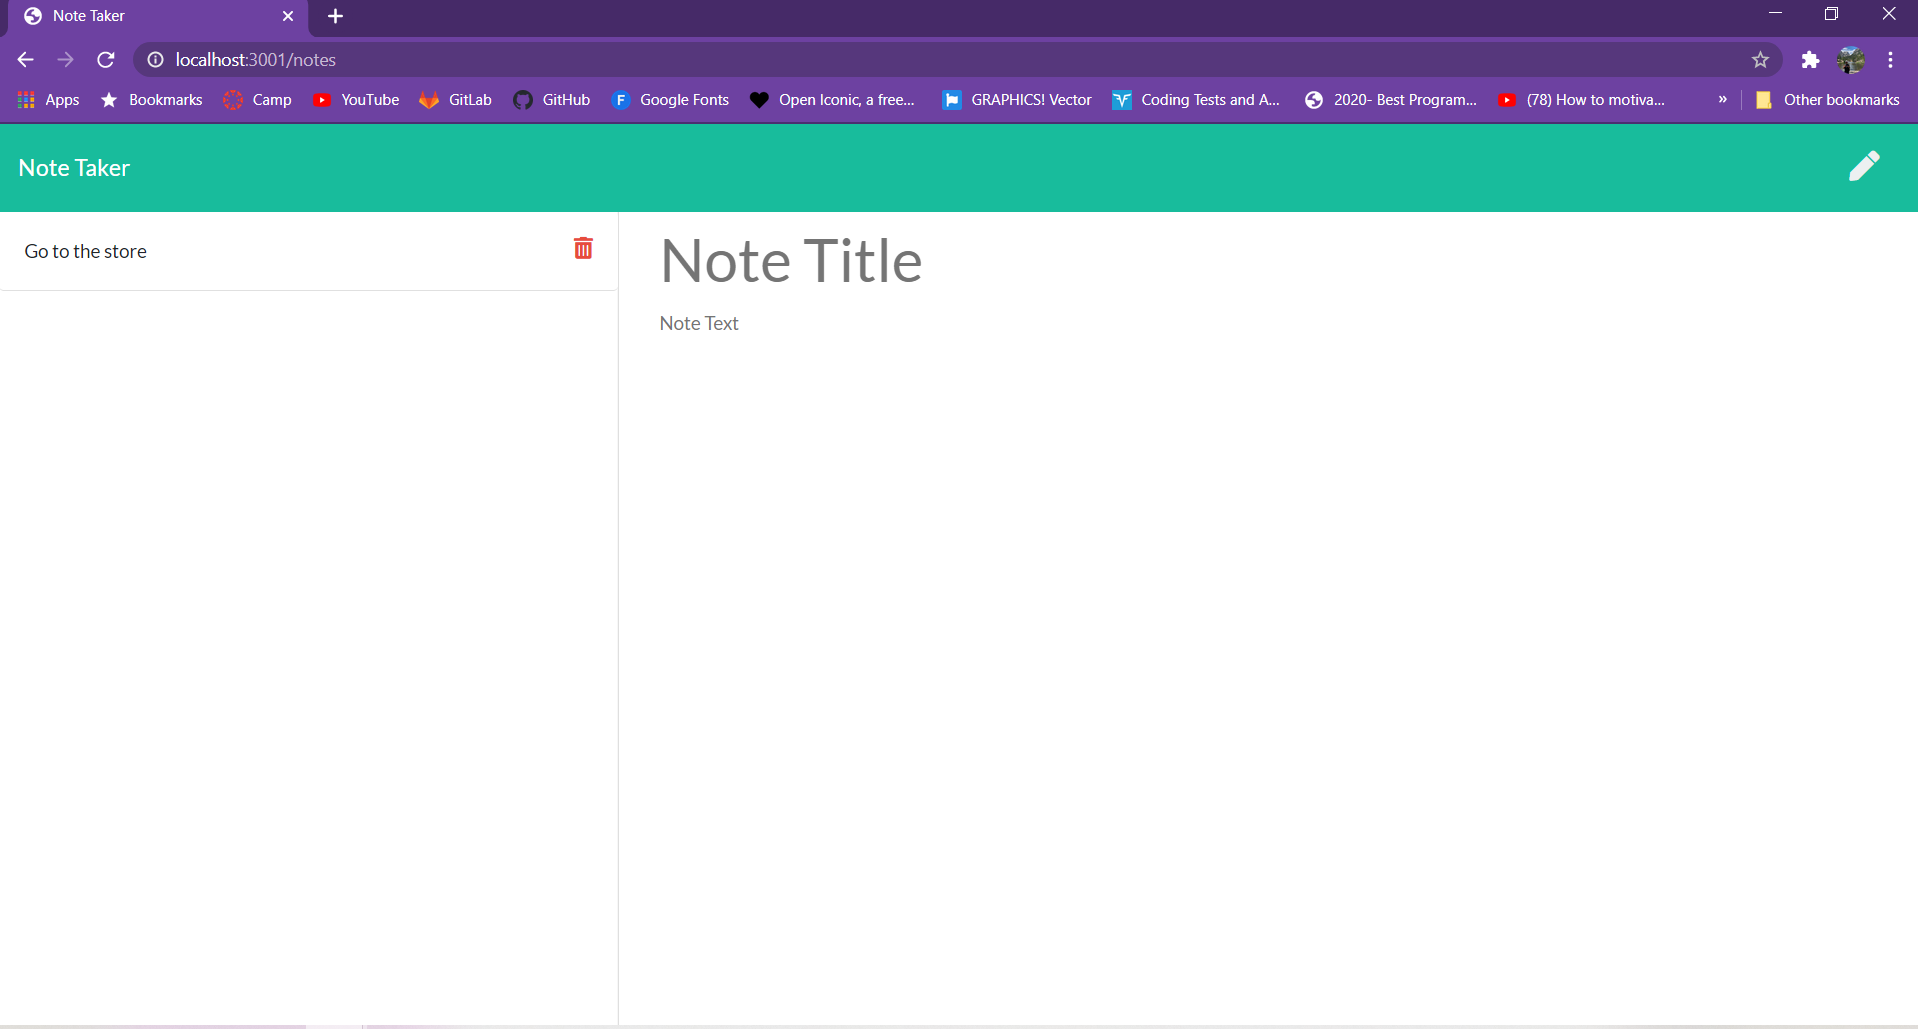 Note Taker
localhost:3001/notes
Apps Bookmarks Camp YouTube GitLab GitHub Google Fonts Open Iconic, a free... GRAPHICS! Vector Coding Tests and A... 2020- Best Program... (78) How to motiva... » Other bookmarks
Note Taker
Go to the store
Note Title
Note Text